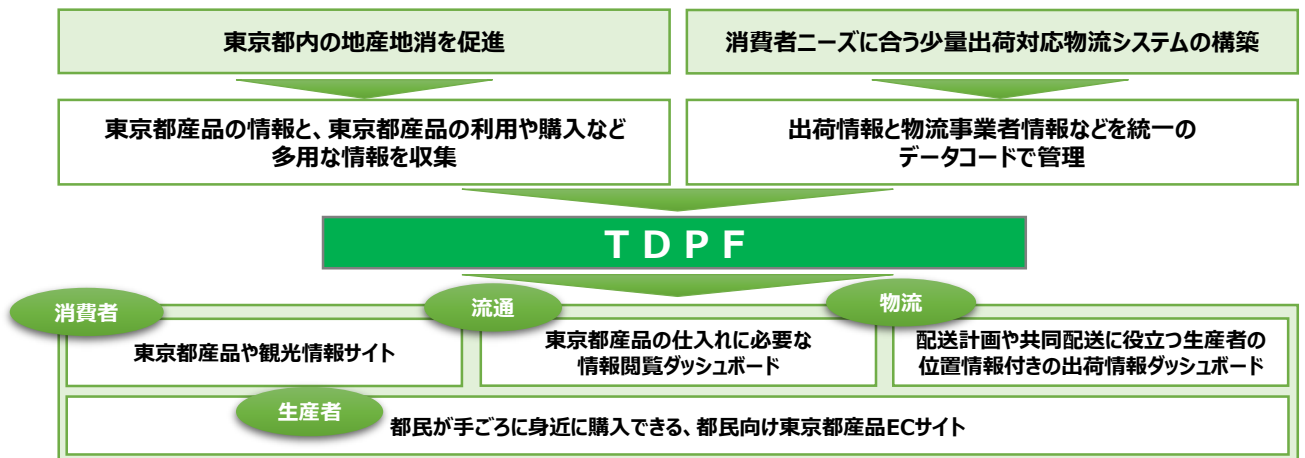 東京都内の地産地消を促進
消費者ニーズに合う少量出荷対応物流システムの構築
東京都産品の情報と、東京都産品の利用や購入など
多用な情報を収集
出荷情報と物流事業者情報などを統一の
データコードで管理
TDPF
消費者
東京都産品や観光情報サイト
流通
東京都産品の仕入れに必要な
情報閲覧ダッシュボード
物流
配送計画や共同配送に役立つ生産者の
位置情報付きの出荷情報ダッシュボード
生産者
都民が手ごろに身近に購入できる、都民向け東京都産品ECサイト